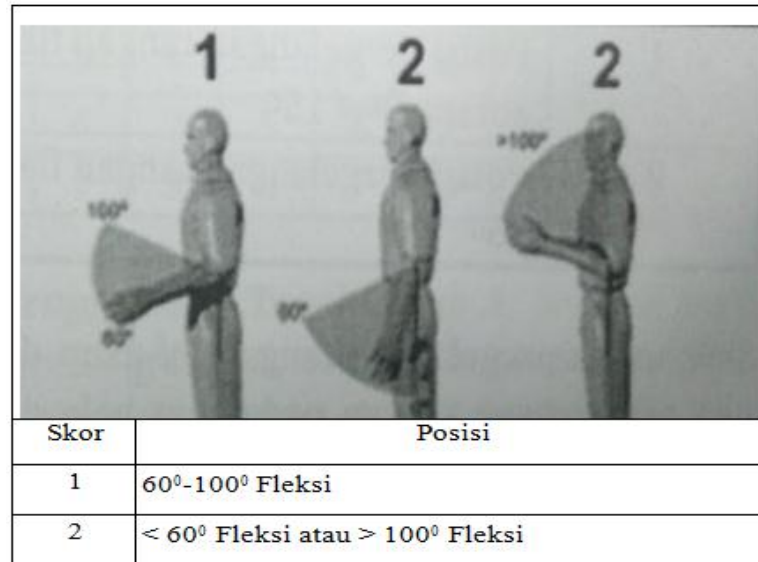 1 2 2
>100°
100°
60°
60°
Skor Posisi
1 60⁰-100⁰ Fleksi
2 < 60⁰ Fleksi atau > 100⁰ Fleksi